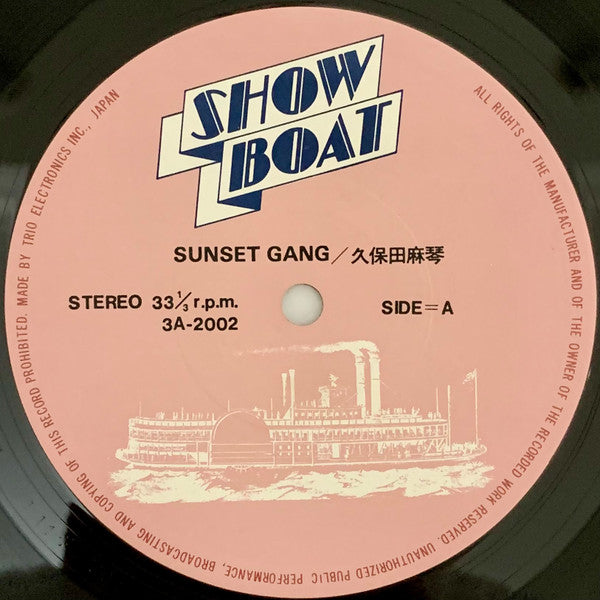 SHOW
BOAT
SUNSET GANG／久保田麻琴
STEREO 33 1/3 r.p.m.
3A-2002
SIDE=A
ALL RIGHTS OF THE MANUFACTURER AND OF THE OWNER OF THE RECORDED WORK RESERVED. UNAUTHORIZED PUBLIC PERFORMANCE, BROADCASTING AND COPYING OF THIS RECORD PROHIBITED. MADE BY TRIO ELECTRONICS INC., JAPAN